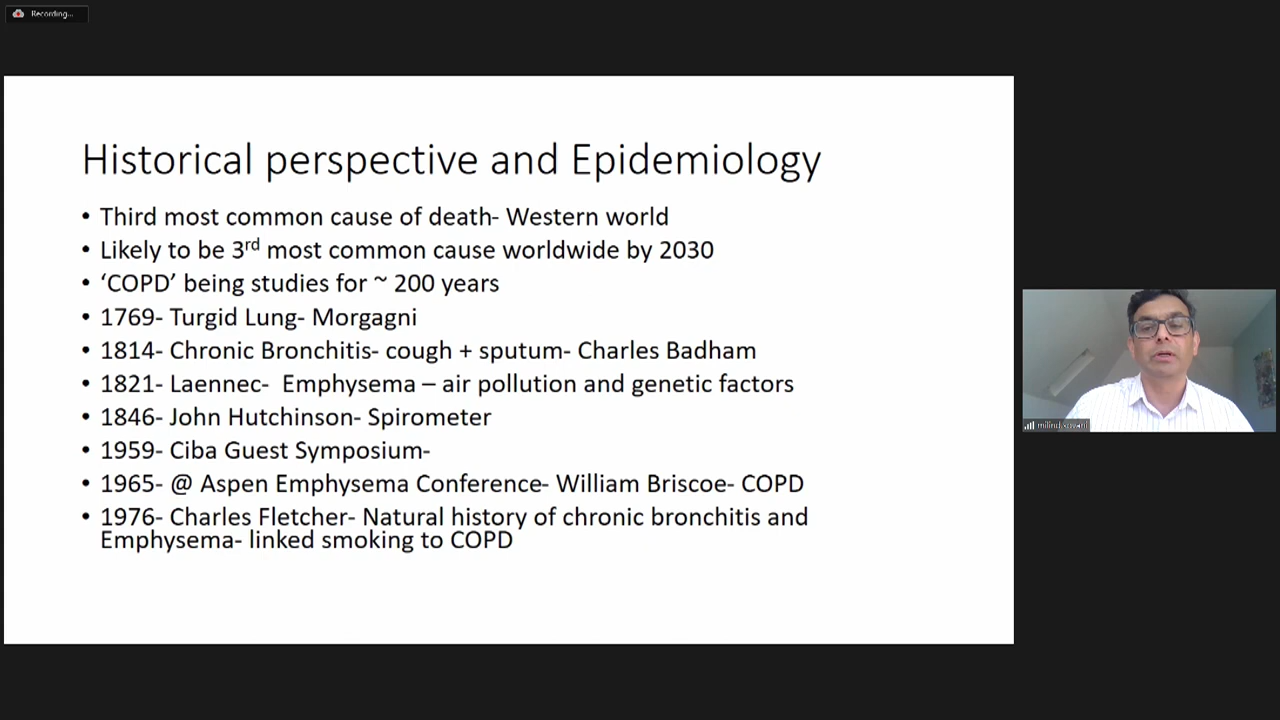 Recording...
Historical perspective and Epidemiology
• Third most common cause of death- Western world
• Likely to be 3rd most common cause worldwide by 2030
• ‘COPD’ being studies for ~ 200 years
• 1769- Turgid Lung- Morgagni
• 1814- Chronic Bronchitis- cough + sputum- Charles Badham
• 1821- Laennec-  Emphysema – air pollution and genetic factors
• 1846- John Hutchinson- Spirometer
• 1959- Ciba Guest Symposium-
• 1965- @ Aspen Emphysema Conference- William Briscoe- COPD
• 1976- Charles Fletcher- Natural history of chronic bronchitis and
Emphysema- linked smoking to COPD